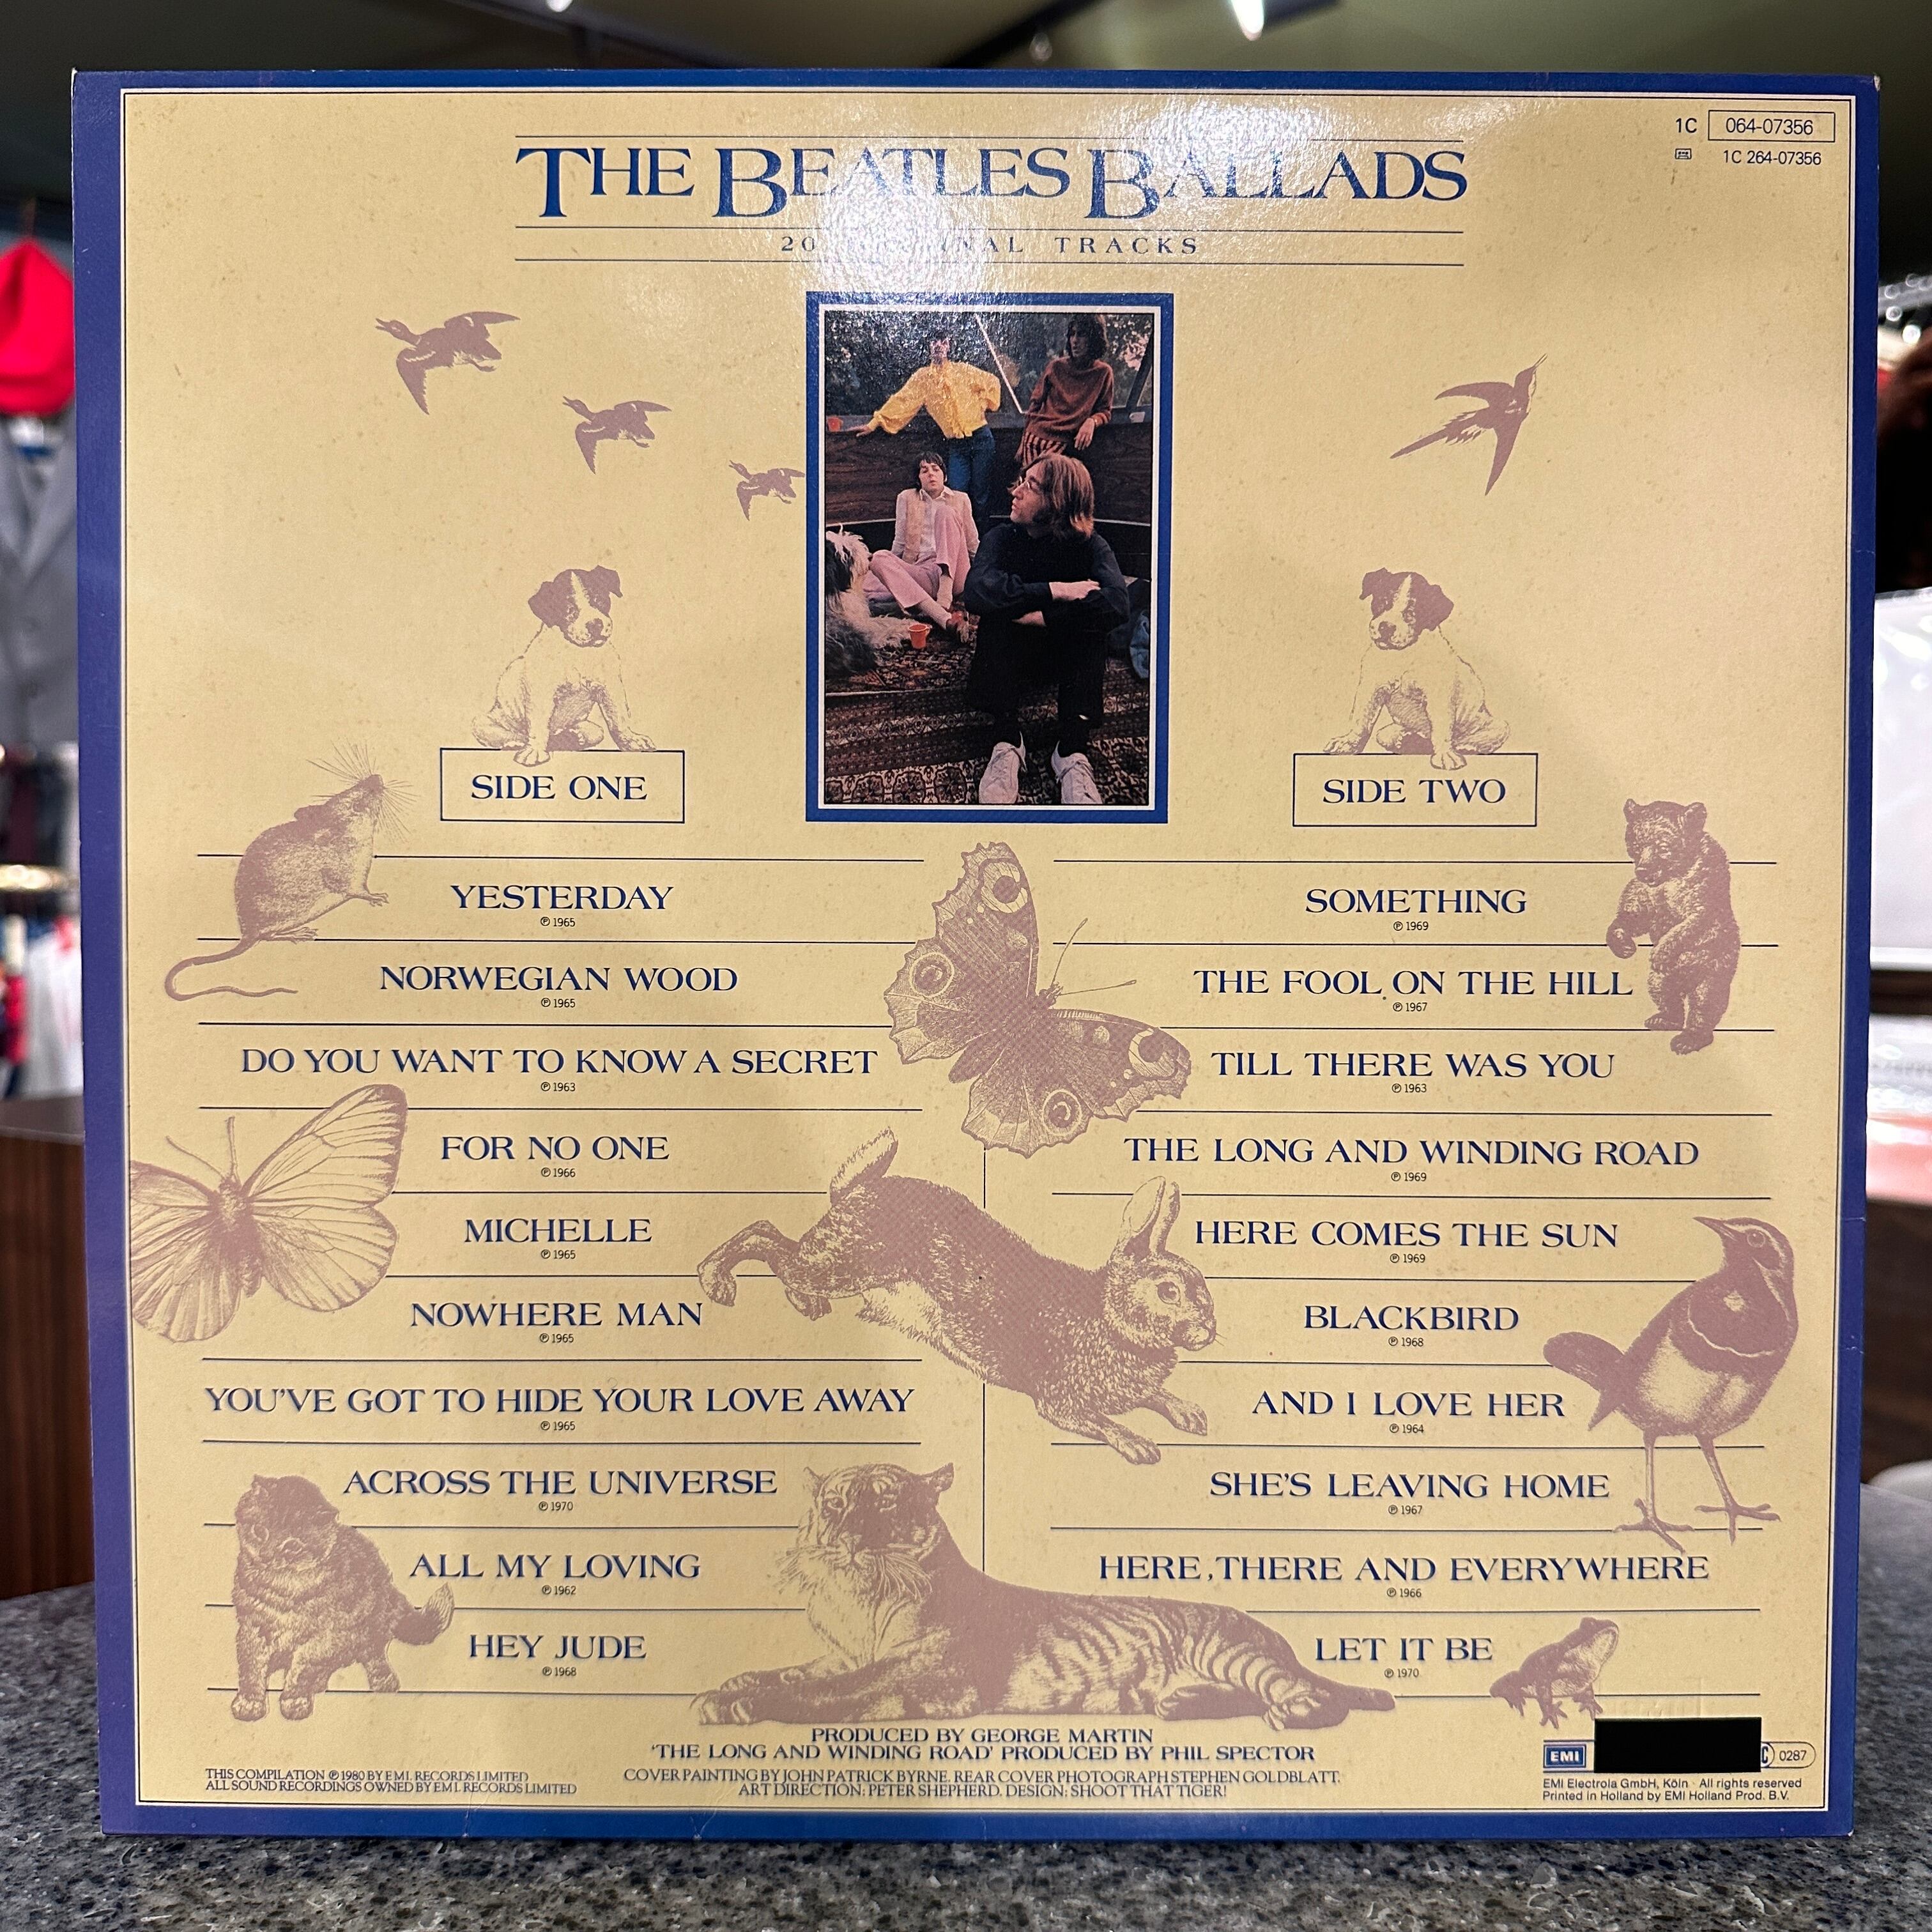 1C 064-07356
1C 264-07356
THE BEATLES BALLADS
20 TRACKS
SIDE ONE
YESTERDAY
℗ 1965
NORWEGIAN WOOD
℗ 1965
DO YOU WANT TO KNOW A SECRET
℗ 1963
FOR NO ONE
℗ 1966
MICHELLE
℗ 1965
NOWHERE MAN
℗ 1965
YOU'VE GOT TO HIDE YOUR LOVE AWAY
℗ 1965
ACROSS THE UNIVERSE
℗ 1970
ALL MY LOVING
℗ 1962
HEY JUDE
℗ 1968
SIDE TWO
SOMETHING
℗ 1969
THE FOOL ON THE HILL
℗ 1967
TILL THERE WAS YOU
℗ 1963
THE LONG AND WINDING ROAD
℗ 1969
HERE COMES THE SUN
℗ 1969
BLACKBIRD
℗ 1968
AND I LOVE HER
℗ 1964
SHE'S LEAVING HOME
℗ 1967
HERE, THERE AND EVERYWHERE
℗ 1966
LET IT BE
℗ 1970
PRODUCED BY GEORGE MARTIN
'THE LONG AND WINDING ROAD' PRODUCED BY PHIL SPECTOR
COVER PAINTING BY JOHN PATRICK BYRNE. REAR COVER PHOTOGRAPH STEPHEN GOLDBLATT.
ART DIRECTION: PETER SHEPHERD. DESIGN: SHOOT THAT TIGER!
THIS COMPILATION ℗ 1980 BY E.M.I. RECORDS LIMITED
ALL SOUND RECORDINGS OWNED BY E.M.I. RECORDS LIMITED
EMI
0287
EMI Electrola GmbH, Köln · All rights reserved
Printed in Holland by EMI Holland Prod. B.V.